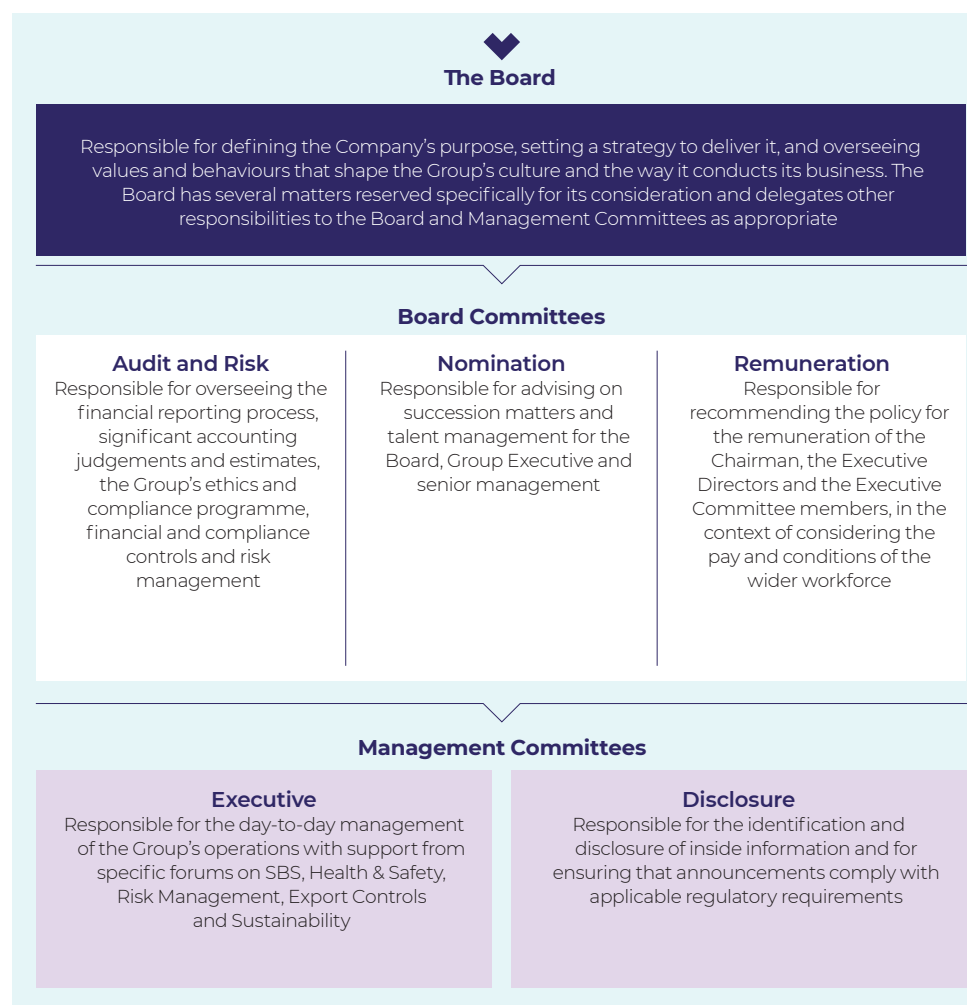 The Board
Responsible for defining the Company's purpose, setting a strategy to deliver it, and overseeing
values and behaviours that shape the Group's culture and the way it conducts its business. The
Board has several matters reserved specifically for its consideration and delegates other
responsibilities to the Board and Management Committees as appropriate
Board Committees
Audit and Risk
Responsible for overseeing the
financial reporting process,
significant accounting
judgements and estimates,
the Group's ethics and
compliance programme,
financial and compliance
controls and risk
management
Nomination
Responsible for advising on
succession matters and
talent management for the
Board, Group Executive and
senior management
Remuneration
Responsible for
recommending the policy for
the remuneration of the
Chairman, the Executive
Directors and the Executive
Committee members, in the
context of considering the
pay and conditions of the
wider workforce
Management Committees
Executive
Responsible for the day-to-day management
of the Group's operations with support from
specific forums on SBS, Health & Safety,
Risk Management, Export Controls
and Sustainability
Disclosure
Responsible for the identification and
disclosure of inside information and for
ensuring that announcements comply with
applicable regulatory requirements